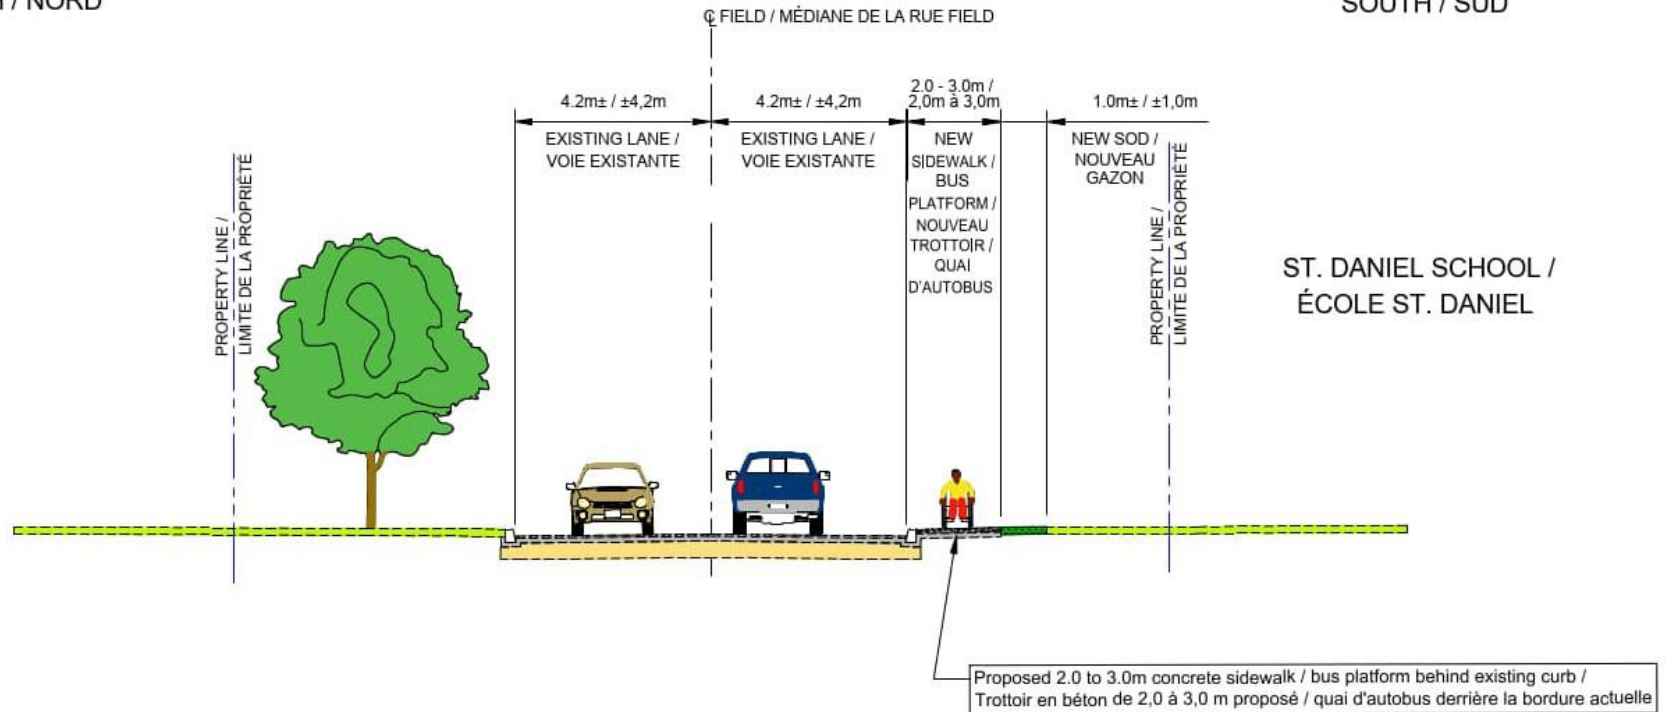 / NORD
SOUTH / SUD
℄ FIELD / MÉDIANE DE LA RUE FIELD
4.2m± / ±4,2m
EXISTING LANE /
VOIE EXISTANTE
4.2m± / ±4,2m
EXISTING LANE /
VOIE EXISTANTE
2.0 - 3.0m /
2,0m à 3,0m
NEW
SIDEWALK /
BUS
PLATFORM /
NOUVEAU
TROTTOIR /
QUAI
D'AUTOBUS
1.0m± / ±1,0m
NEW SOD /
NOUVEAU
GAZON
PROPERTY LINE /
LIMITE DE LA PROPRIÉTÉ
PROPERTY LINE /
LIMITE DE LA PROPRIÉTÉ
ST. DANIEL SCHOOL /
ÉCOLE ST. DANIEL
Proposed 2.0 to 3.0m concrete sidewalk / bus platform behind existing curb /
Trottoir en béton de 2,0 à 3,0 m proposé / quai d'autobus derrière la bordure actuelle